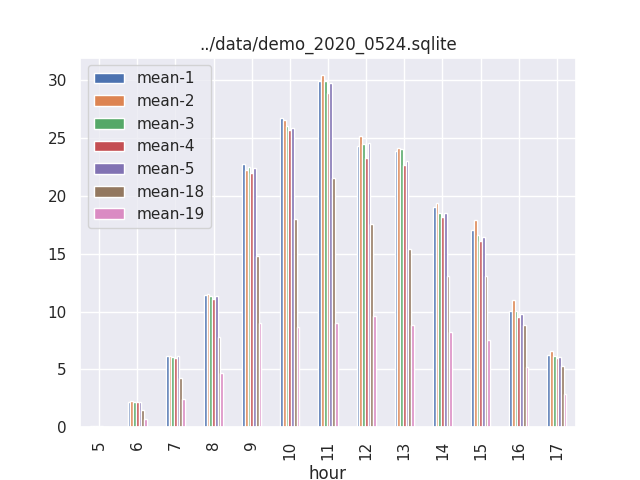 ../data/demo_2020_0524.sqlite
mean-1
mean-2
mean-3
mean-4
mean-5
mean-18
mean-19
30
25
20
15
10
5
0
5 6 7 8 9 10 11 12 13 14 15 16 17
hour